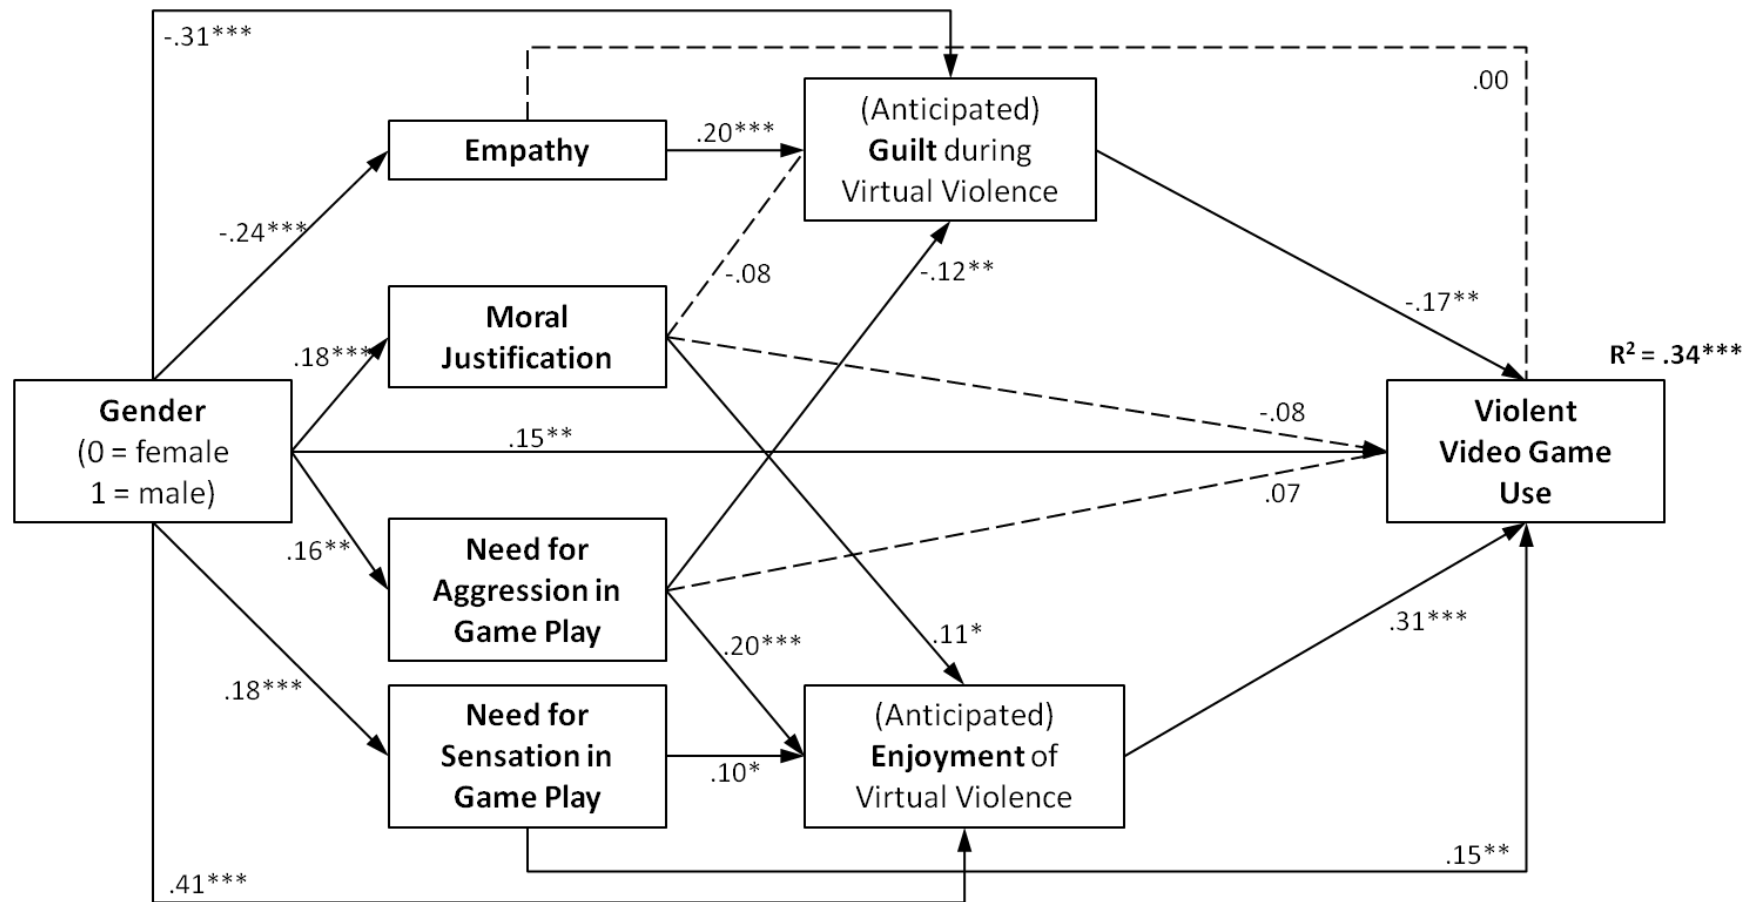 -.31***
.00
(Anticipated)
Guilt during
Virtual Violence
.20***
Empathy
-.24***
-.08
-.12**
-.17**
Moral
Justification
.18***
R² = .34***
Gender
(0 = female
1 = male)
.15**
-.08
Violent
Video Game
Use
.07
.16**
Need for
Aggression in
Game Play
.20***
.11*
.31***
.18***
Need for
Sensation in
Game Play
.10*
(Anticipated)
Enjoyment of
Virtual Violence
.15**
.41***